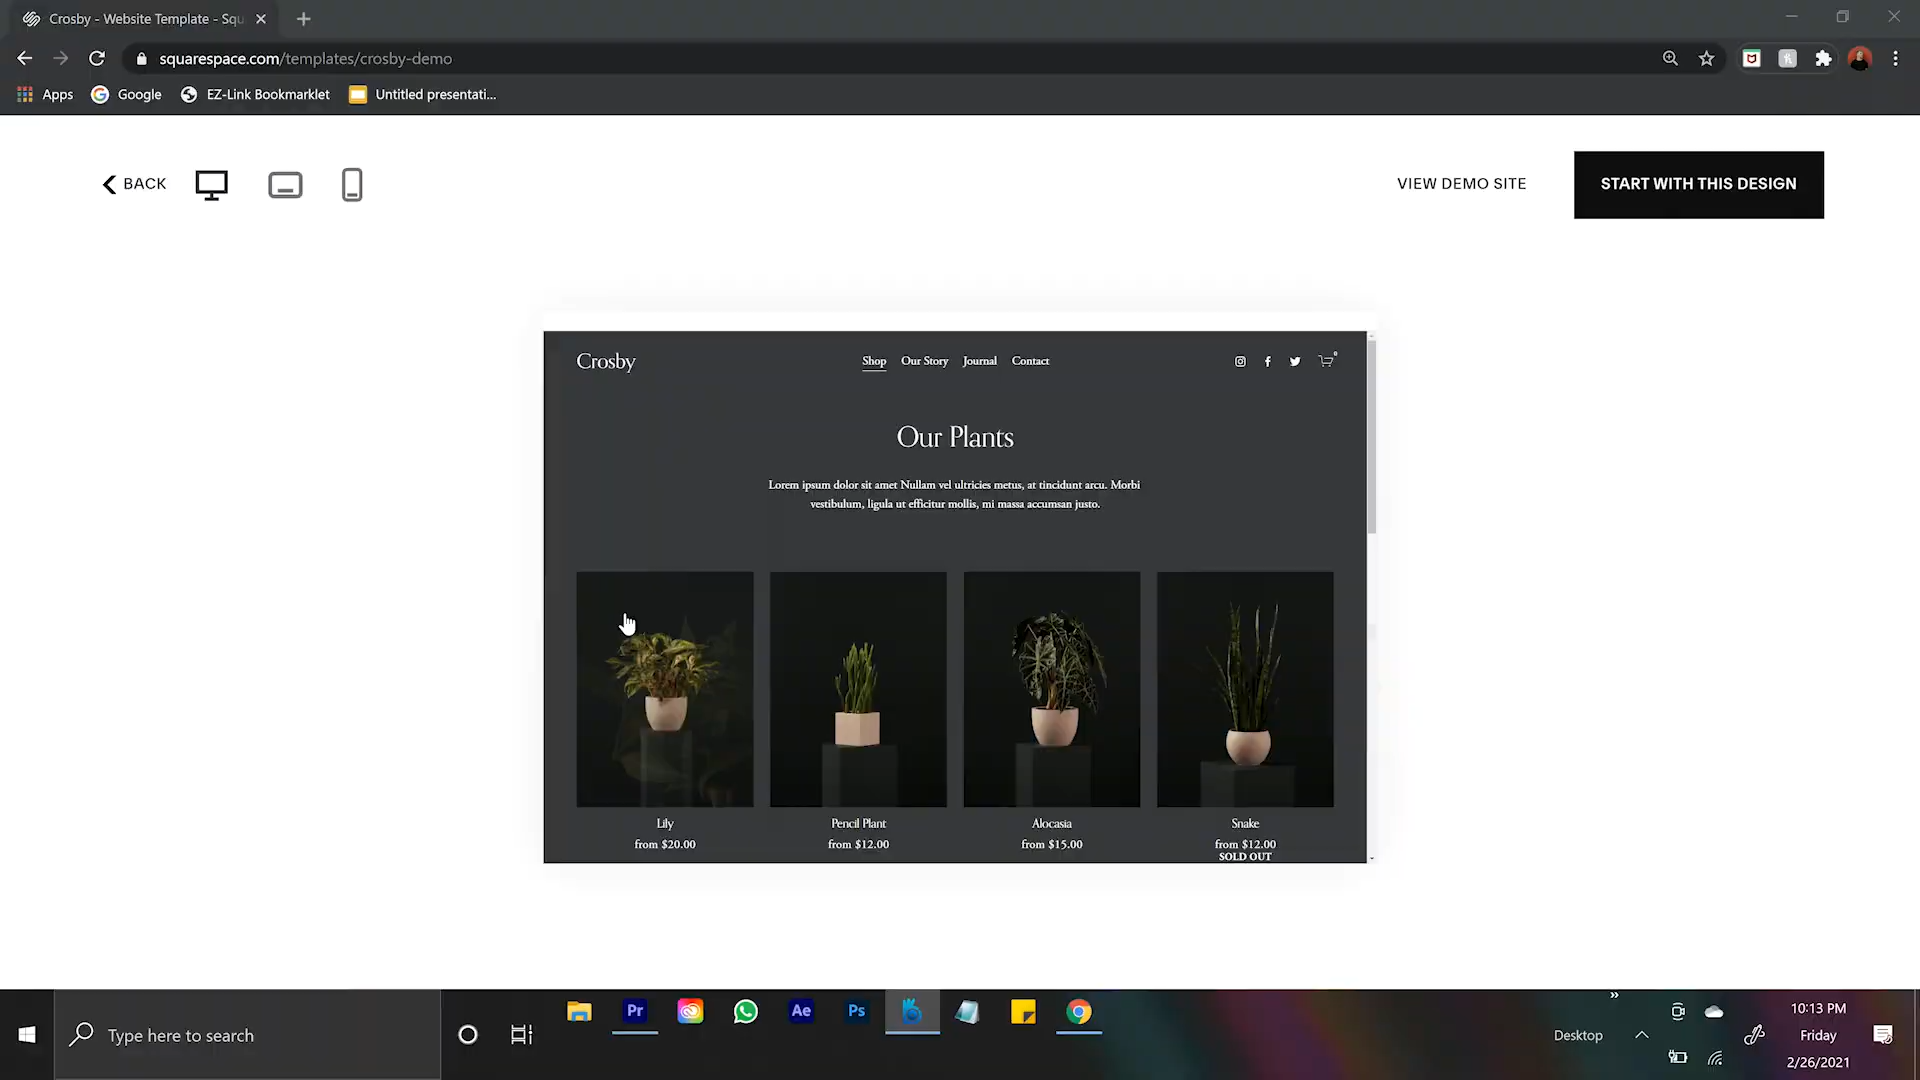 Crosby - Website Template - Squ
squarespace.com/templates/crosby-demo
Apps
Google
EZ-Link Bookmarklet
Untitled presentati...
BACK
VIEW DEMO SITE
START WITH THIS DESIGN
Crosby
Shop
Our Story
Journal
Contact
0
Our Plants
Lorem ipsum dolor sit amet Nullam vel ultricies metus, at tincidunt arcu. Morbi
vestibulum, ligula ut efficitur mollis, mi massa accumsan justo.
Lily
from $20.00
Pencil Plant
from $12.00
Alocasia
from $15.00
Snake
from $12.00
SOLD OUT
Type here to search
Pr
Ae
Ps
Desktop
10:13 PM
Friday
2/26/2021